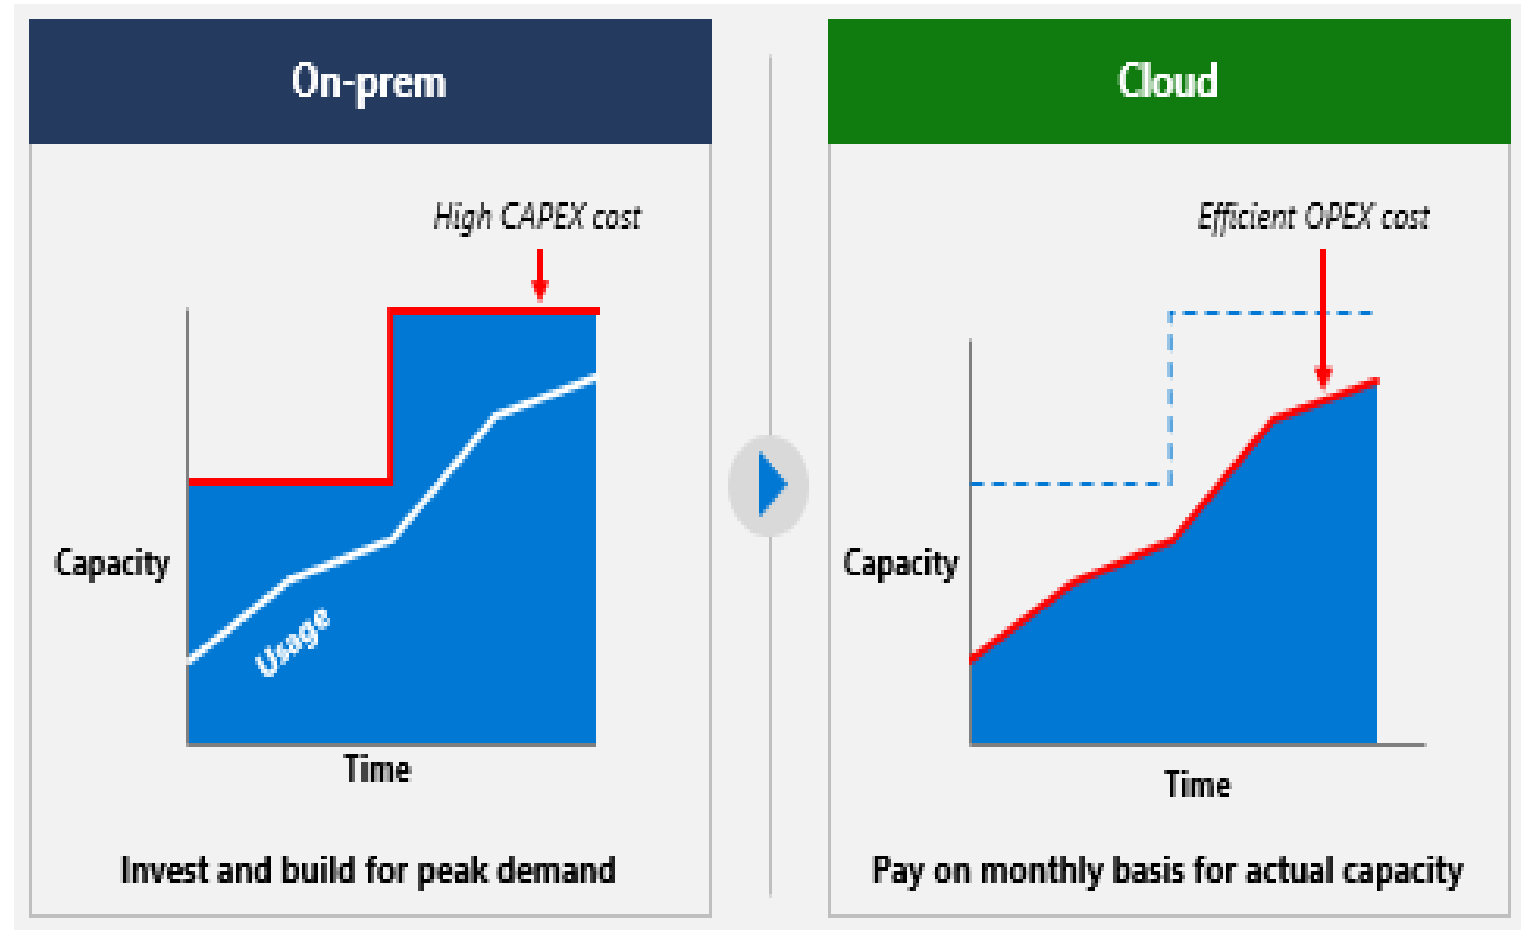 On-prem
High CAPEX cost
Capacity
Usage
Time
Invest and build for peak demand
Cloud
Efficient OPEX cost
Capacity
Time
Pay on monthly basis for actual capacity